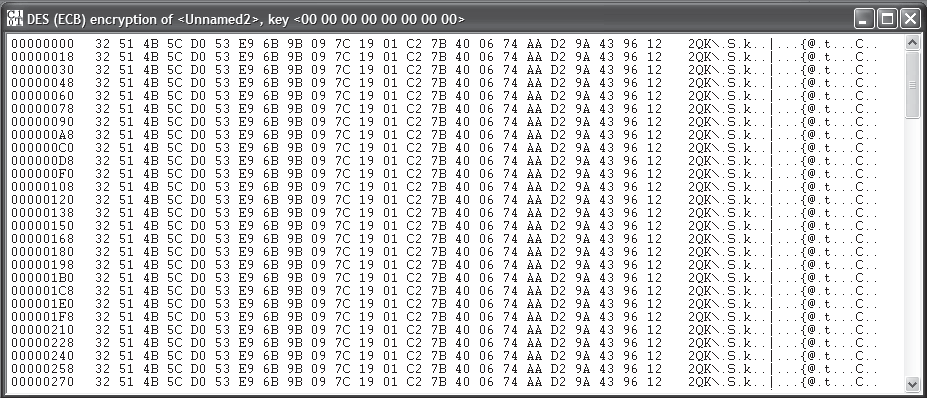 DES (ECB) encryption of <Unnamed2>, key <00 00 00 00 00 00 00 00>
00000000 32 51 4B 5C D0 53 E9 6B 9B 09 7C 19 01 C2 7B 40 06 74 AA D2 9A 43 96 12 2QK\.S.k..|...{@.t...C..
00000018 32 51 4B 5C D0 53 E9 6B 9B 09 7C 19 01 C2 7B 40 06 74 AA D2 9A 43 96 12 2QK\.S.k..|...{@.t...C..
00000030 32 51 4B 5C D0 53 E9 6B 9B 09 7C 19 01 C2 7B 40 06 74 AA D2 9A 43 96 12 2QK\.S.k..|...{@.t...C..
00000048 32 51 4B 5C D0 53 E9 6B 9B 09 7C 19 01 C2 7B 40 06 74 AA D2 9A 43 96 12 2QK\.S.k..|...{@.t...C..
00000060 32 51 4B 5C D0 53 E9 6B 9B 09 7C 19 01 C2 7B 40 06 74 AA D2 9A 43 96 12 2QK\.S.k..|...{@.t...C..
00000078 32 51 4B 5C D0 53 E9 6B 9B 09 7C 19 01 C2 7B 40 06 74 AA D2 9A 43 96 12 2QK\.S.k..|...{@.t...C..
00000090 32 51 4B 5C D0 53 E9 6B 9B 09 7C 19 01 C2 7B 40 06 74 AA D2 9A 43 96 12 2QK\.S.k..|...{@.t...C..
000000A8 32 51 4B 5C D0 53 E9 6B 9B 09 7C 19 01 C2 7B 40 06 74 AA D2 9A 43 96 12 2QK\.S.k..|...{@.t...C..
000000C0 32 51 4B 5C D0 53 E9 6B 9B 09 7C 19 01 C2 7B 40 06 74 AA D2 9A 43 96 12 2QK\.S.k..|...{@.t...C..
000000D8 32 51 4B 5C D0 53 E9 6B 9B 09 7C 19 01 C2 7B 40 06 74 AA D2 9A 43 96 12 2QK\.S.k..|...{@.t...C..
000000F0 32 51 4B 5C D0 53 E9 6B 9B 09 7C 19 01 C2 7B 40 06 74 AA D2 9A 43 96 12 2QK\.S.k..|...{@.t...C..
00000108 32 51 4B 5C D0 53 E9 6B 9B 09 7C 19 01 C2 7B 40 06 74 AA D2 9A 43 96 12 2QK\.S.k..|...{@.t...C..
00000120 32 51 4B 5C D0 53 E9 6B 9B 09 7C 19 01 C2 7B 40 06 74 AA D2 9A 43 96 12 2QK\.S.k..|...{@.t...C..
00000138 32 51 4B 5C D0 53 E9 6B 9B 09 7C 19 01 C2 7B 40 06 74 AA D2 9A 43 96 12 2QK\.S.k..|...{@.t...C..
00000150 32 51 4B 5C D0 53 E9 6B 9B 09 7C 19 01 C2 7B 40 06 74 AA D2 9A 43 96 12 2QK\.S.k..|...{@.t...C..
00000168 32 51 4B 5C D0 53 E9 6B 9B 09 7C 19 01 C2 7B 40 06 74 AA D2 9A 43 96 12 2QK\.S.k..|...{@.t...C..
00000180 32 51 4B 5C D0 53 E9 6B 9B 09 7C 19 01 C2 7B 40 06 74 AA D2 9A 43 96 12 2QK\.S.k..|...{@.t...C..
00000198 32 51 4B 5C D0 53 E9 6B 9B 09 7C 19 01 C2 7B 40 06 74 AA D2 9A 43 96 12 2QK\.S.k..|...{@.t...C..
000001B0 32 51 4B 5C D0 53 E9 6B 9B 09 7C 19 01 C2 7B 40 06 74 AA D2 9A 43 96 12 2QK\.S.k..|...{@.t...C..
000001C8 32 51 4B 5C D0 53 E9 6B 9B 09 7C 19 01 C2 7B 40 06 74 AA D2 9A 43 96 12 2QK\.S.k..|...{@.t...C..
000001E0 32 51 4B 5C D0 53 E9 6B 9B 09 7C 19 01 C2 7B 40 06 74 AA D2 9A 43 96 12 2QK\.S.k..|...{@.t...C..
000001F8 32 51 4B 5C D0 53 E9 6B 9B 09 7C 19 01 C2 7B 40 06 74 AA D2 9A 43 96 12 2QK\.S.k..|...{@.t...C..
00000210 32 51 4B 5C D0 53 E9 6B 9B 09 7C 19 01 C2 7B 40 06 74 AA D2 9A 43 96 12 2QK\.S.k..|...{@.t...C..
00000228 32 51 4B 5C D0 53 E9 6B 9B 09 7C 19 01 C2 7B 40 06 74 AA D2 9A 43 96 12 2QK\.S.k..|...{@.t...C..
00000240 32 51 4B 5C D0 53 E9 6B 9B 09 7C 19 01 C2 7B 40 06 74 AA D2 9A 43 96 12 2QK\.S.k..|...{@.t...C..
00000258 32 51 4B 5C D0 53 E9 6B 9B 09 7C 19 01 C2 7B 40 06 74 AA D2 9A 43 96 12 2QK\.S.k..|...{@.t...C..
00000270 32 51 4B 5C D0 53 E9 6B 9B 09 7C 19 01 C2 7B 40 06 74 AA D2 9A 43 96 12 2QK\.S.k..|...{@.t...C..